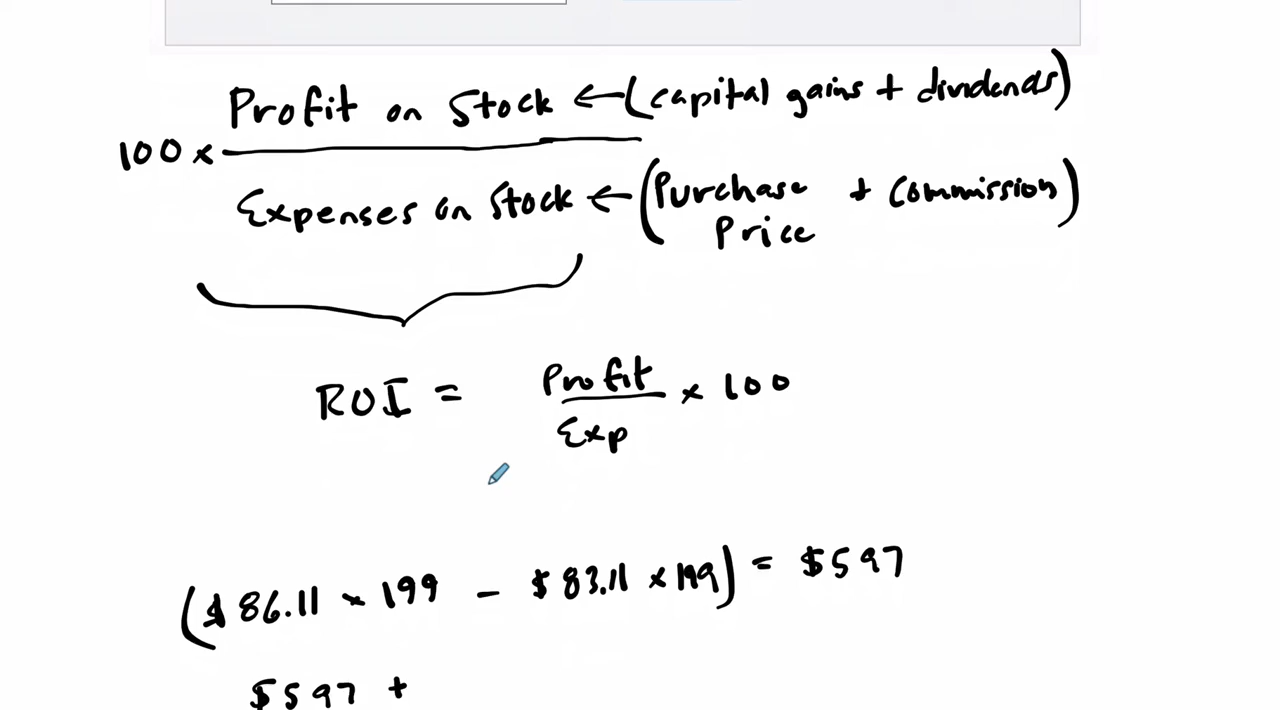 Profit on Stock ← (capital gains + dividends)
100 ×
Expenses on Stock ← (Purchase Price + Commission)
ROI = Profit / Exp × 100
($86.11 × 199 - $83.11 × 199) = $597
$597 +